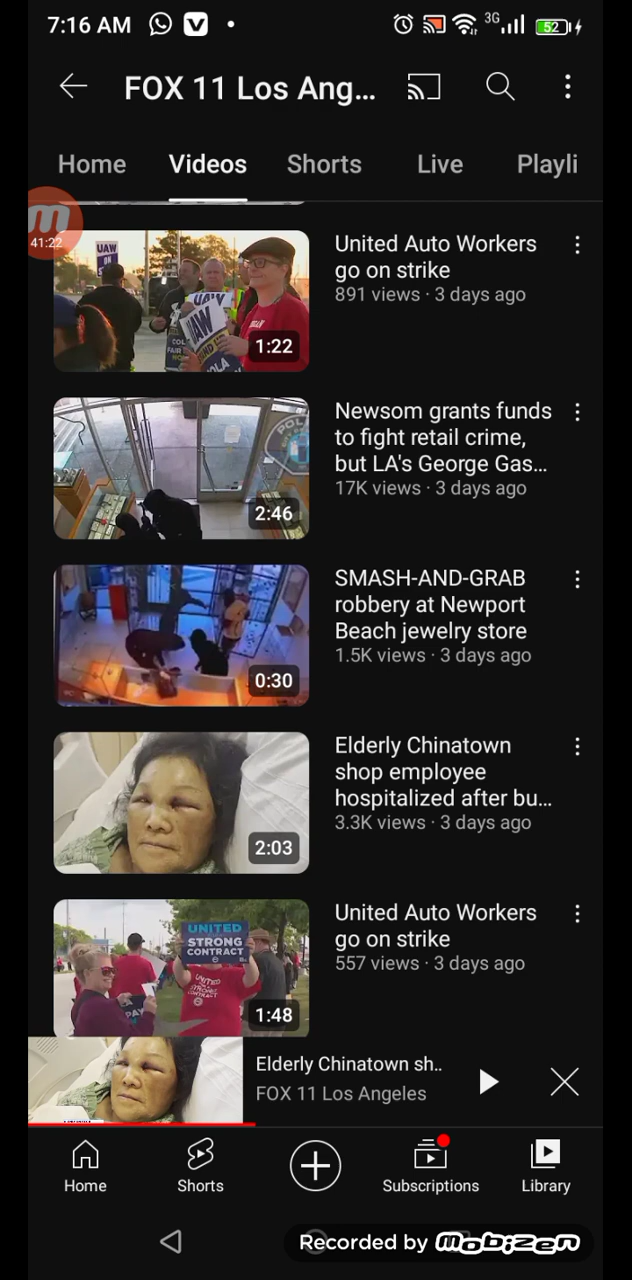 7:16 AM
3G
52
FOX 11 Los Ang...
Home Videos Shorts Live Playli
41:22
UAW
ON
UAW
UAW
1:22
United Auto Workers
go on strike
891 views · 3 days ago
2:46
Newsom grants funds
to fight retail crime,
but LA's George Gas...
17K views · 3 days ago
0:30
SMASH-AND-GRAB
robbery at Newport
Beach jewelry store
1.5K views · 3 days ago
2:03
Elderly Chinatown
shop employee
hospitalized after bu...
3.3K views · 3 days ago
UNITED
STRONG
CONTRACT
1:48
United Auto Workers
go on strike
557 views · 3 days ago
Elderly Chinatown sh..
FOX 11 Los Angeles
Home Shorts Subscriptions Library
Recorded by mobizen